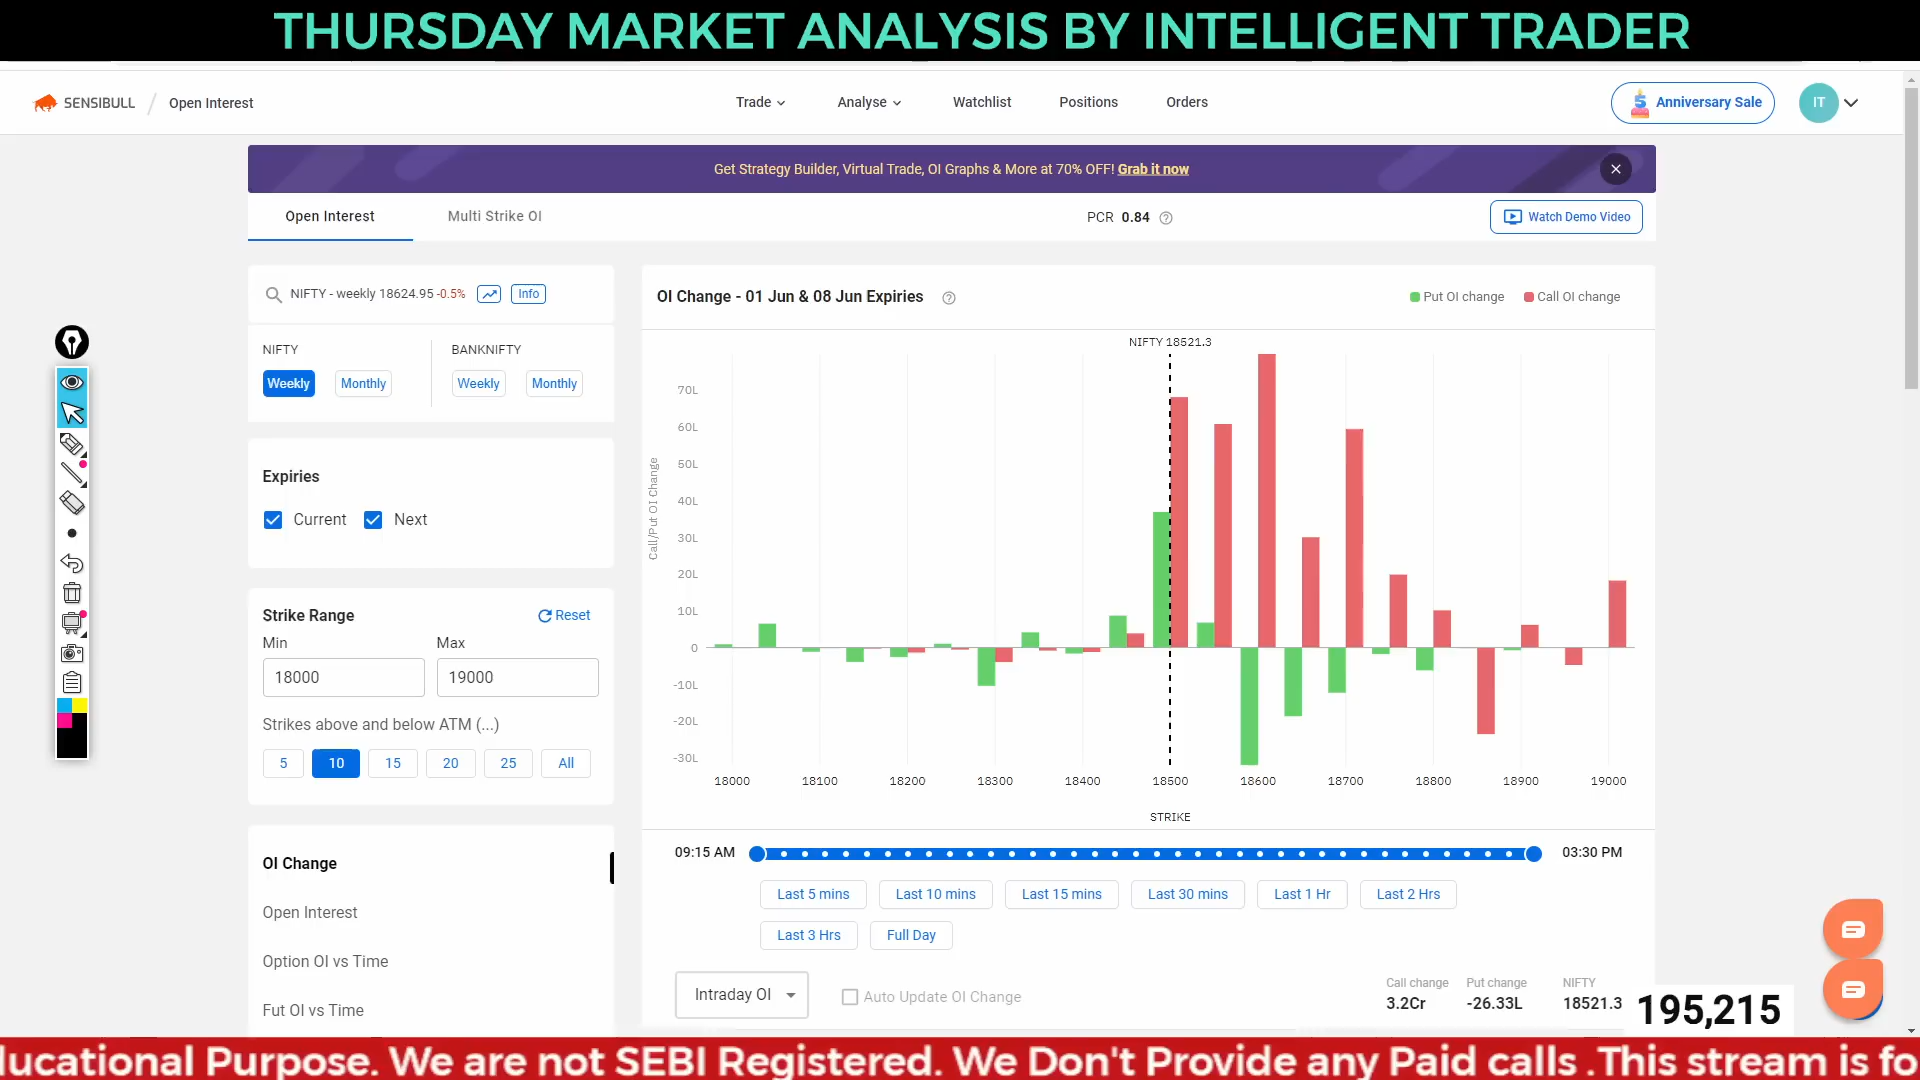 THURSDAY MARKET ANALYSIS BY INTELLIGENT TRADER
SENSIBULL / Open Interest
Trade
Analyse
Watchlist
Positions
Orders
Anniversary Sale
IT
Get Strategy Builder, Virtual Trade, OI Graphs & More at 70% OFF! Grab it now
Open Interest
Multi Strike OI
PCR 0.84
Watch Demo Video
NIFTY - weekly 18624.95 -0.5%
Info
NIFTY
BANKNIFTY
Weekly
Monthly
Weekly
Monthly
Expiries
Current
Next
Strike Range
Reset
Min
Max
18000
19000
Strikes above and below ATM (...)
5
10
15
20
25
All
OI Change
Open Interest
Option OI vs Time
Fut OI vs Time
OI Change - 01 Jun & 08 Jun Expiries
Put OI change
Call OI change
NIFTY 18521.3
Call/Put OI Change
70L
60L
50L
40L
30L
20L
10L
0
-10L
-20L
-30L
18000
18100
18200
18300
18400
18500
18600
18700
18800
18900
19000
STRIKE
09:15 AM
03:30 PM
Last 5 mins
Last 10 mins
Last 15 mins
Last 30 mins
Last 1 Hr
Last 2 Hrs
Last 3 Hrs
Full Day
Intraday OI
Auto Update OI Change
Call change
3.2Cr
Put change
-26.33L
NIFTY
18521.3
195,215
ducational Purpose. We are not SEBI Registered. We Don't Provide any Paid calls .This stream is fo